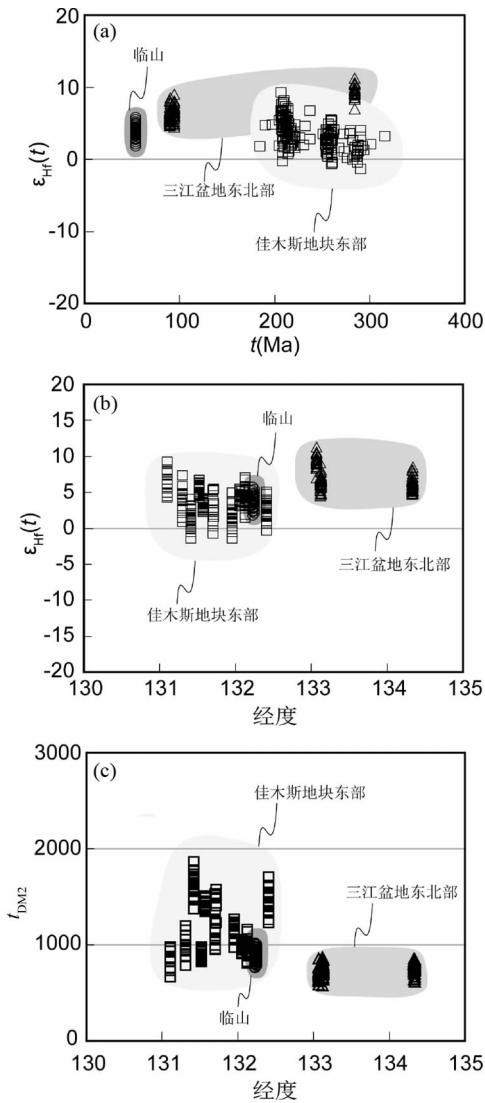 (a)
临山
三江盆地东北部
佳木斯地块东部
εHf(t)
20
10
0
-10
-20
0
100
200
300
400
t(Ma)
(b)
临山
三江盆地东北部
佳木斯地块东部
εHf(t)
20
15
10
5
0
-5
-10
-15
-20
130
131
132
133
134
135
经度
(c)
佳木斯地块东部
三江盆地东北部
临山
tDM2
3000
2000
1000
0
130
131
132
133
134
135
经度